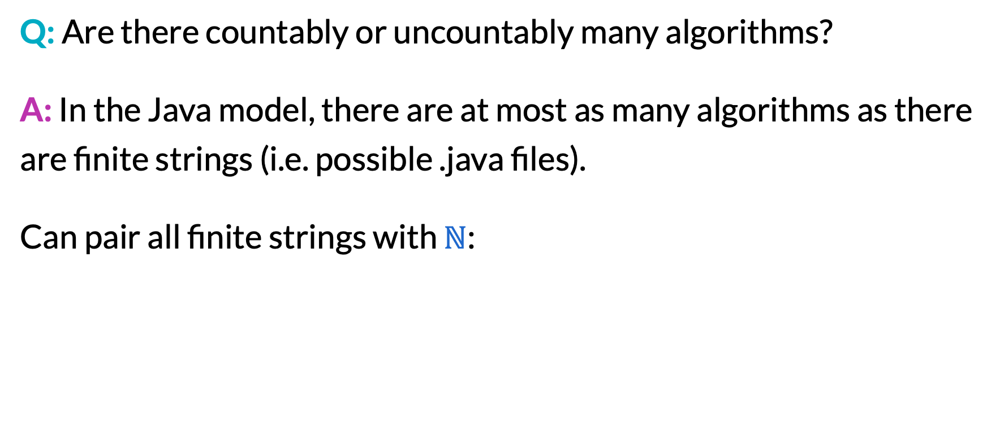 Q: Are there countably or uncountably many algorithms?
A: In the Java model, there are at most as many algorithms as there
are finite strings (i.e. possible .java files).
Can pair all finite strings with ℕ: